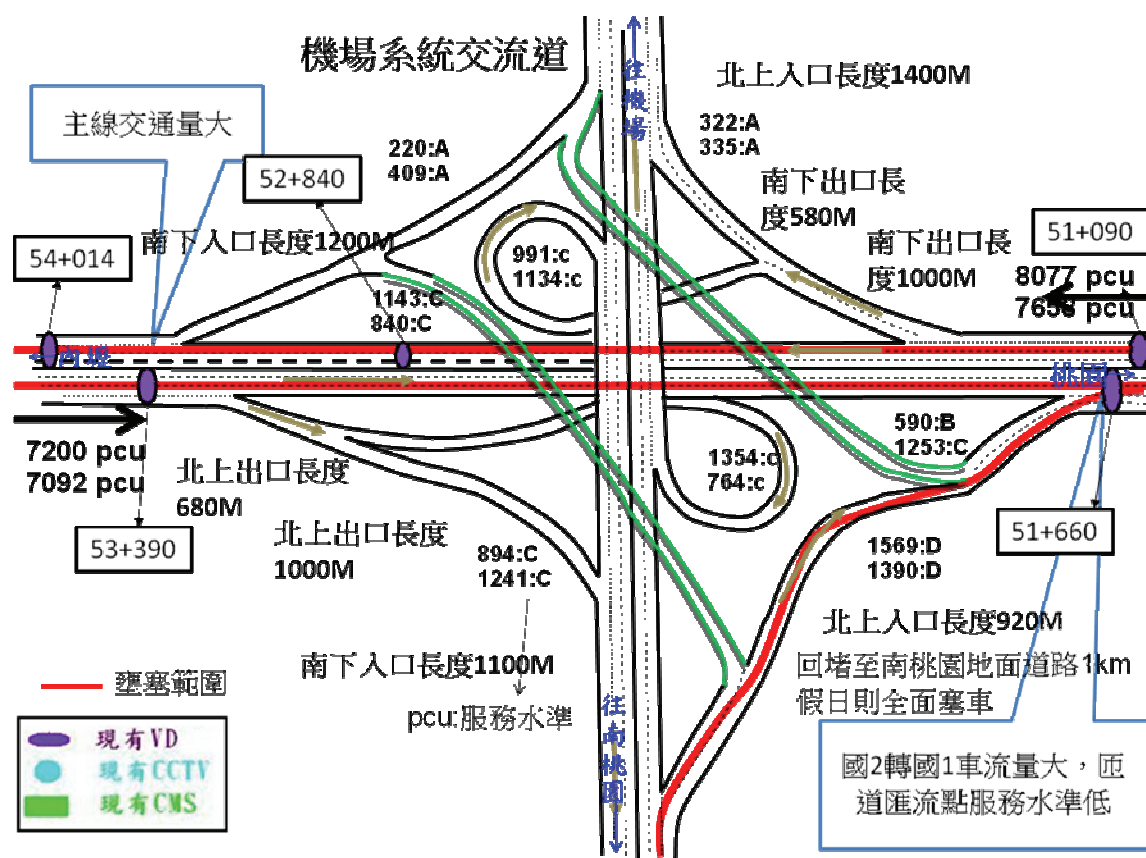 機場系統交流道
往機場
北上入口長度1400M
主線交通量大
220:A
409:A
322:A
335:A
52+840
南下出口長
度580M
南下入口長度1200M
54+014
991:c
1134:c
南下出口長
度1000M
51+090
8077 pcu
1143:C
840:C
內壢
桃園
7200 pcu
7092 pcu
590:B
1253:C
1354:c
764:c
北上出口長度
680M
53+390
北上出口長度
1000M
51+660
894:C
1241:C
1569:D
1390:D
北上入口長度920M
南下入口長度1100M
回堵至南桃園地面道路1km
假日則全面塞車
壅塞範圍
pcu:服務水準
往南桃園
現有VD
現有CCTV
現有CMS
國2轉國1車流量大，匝
道匯流點服務水準低